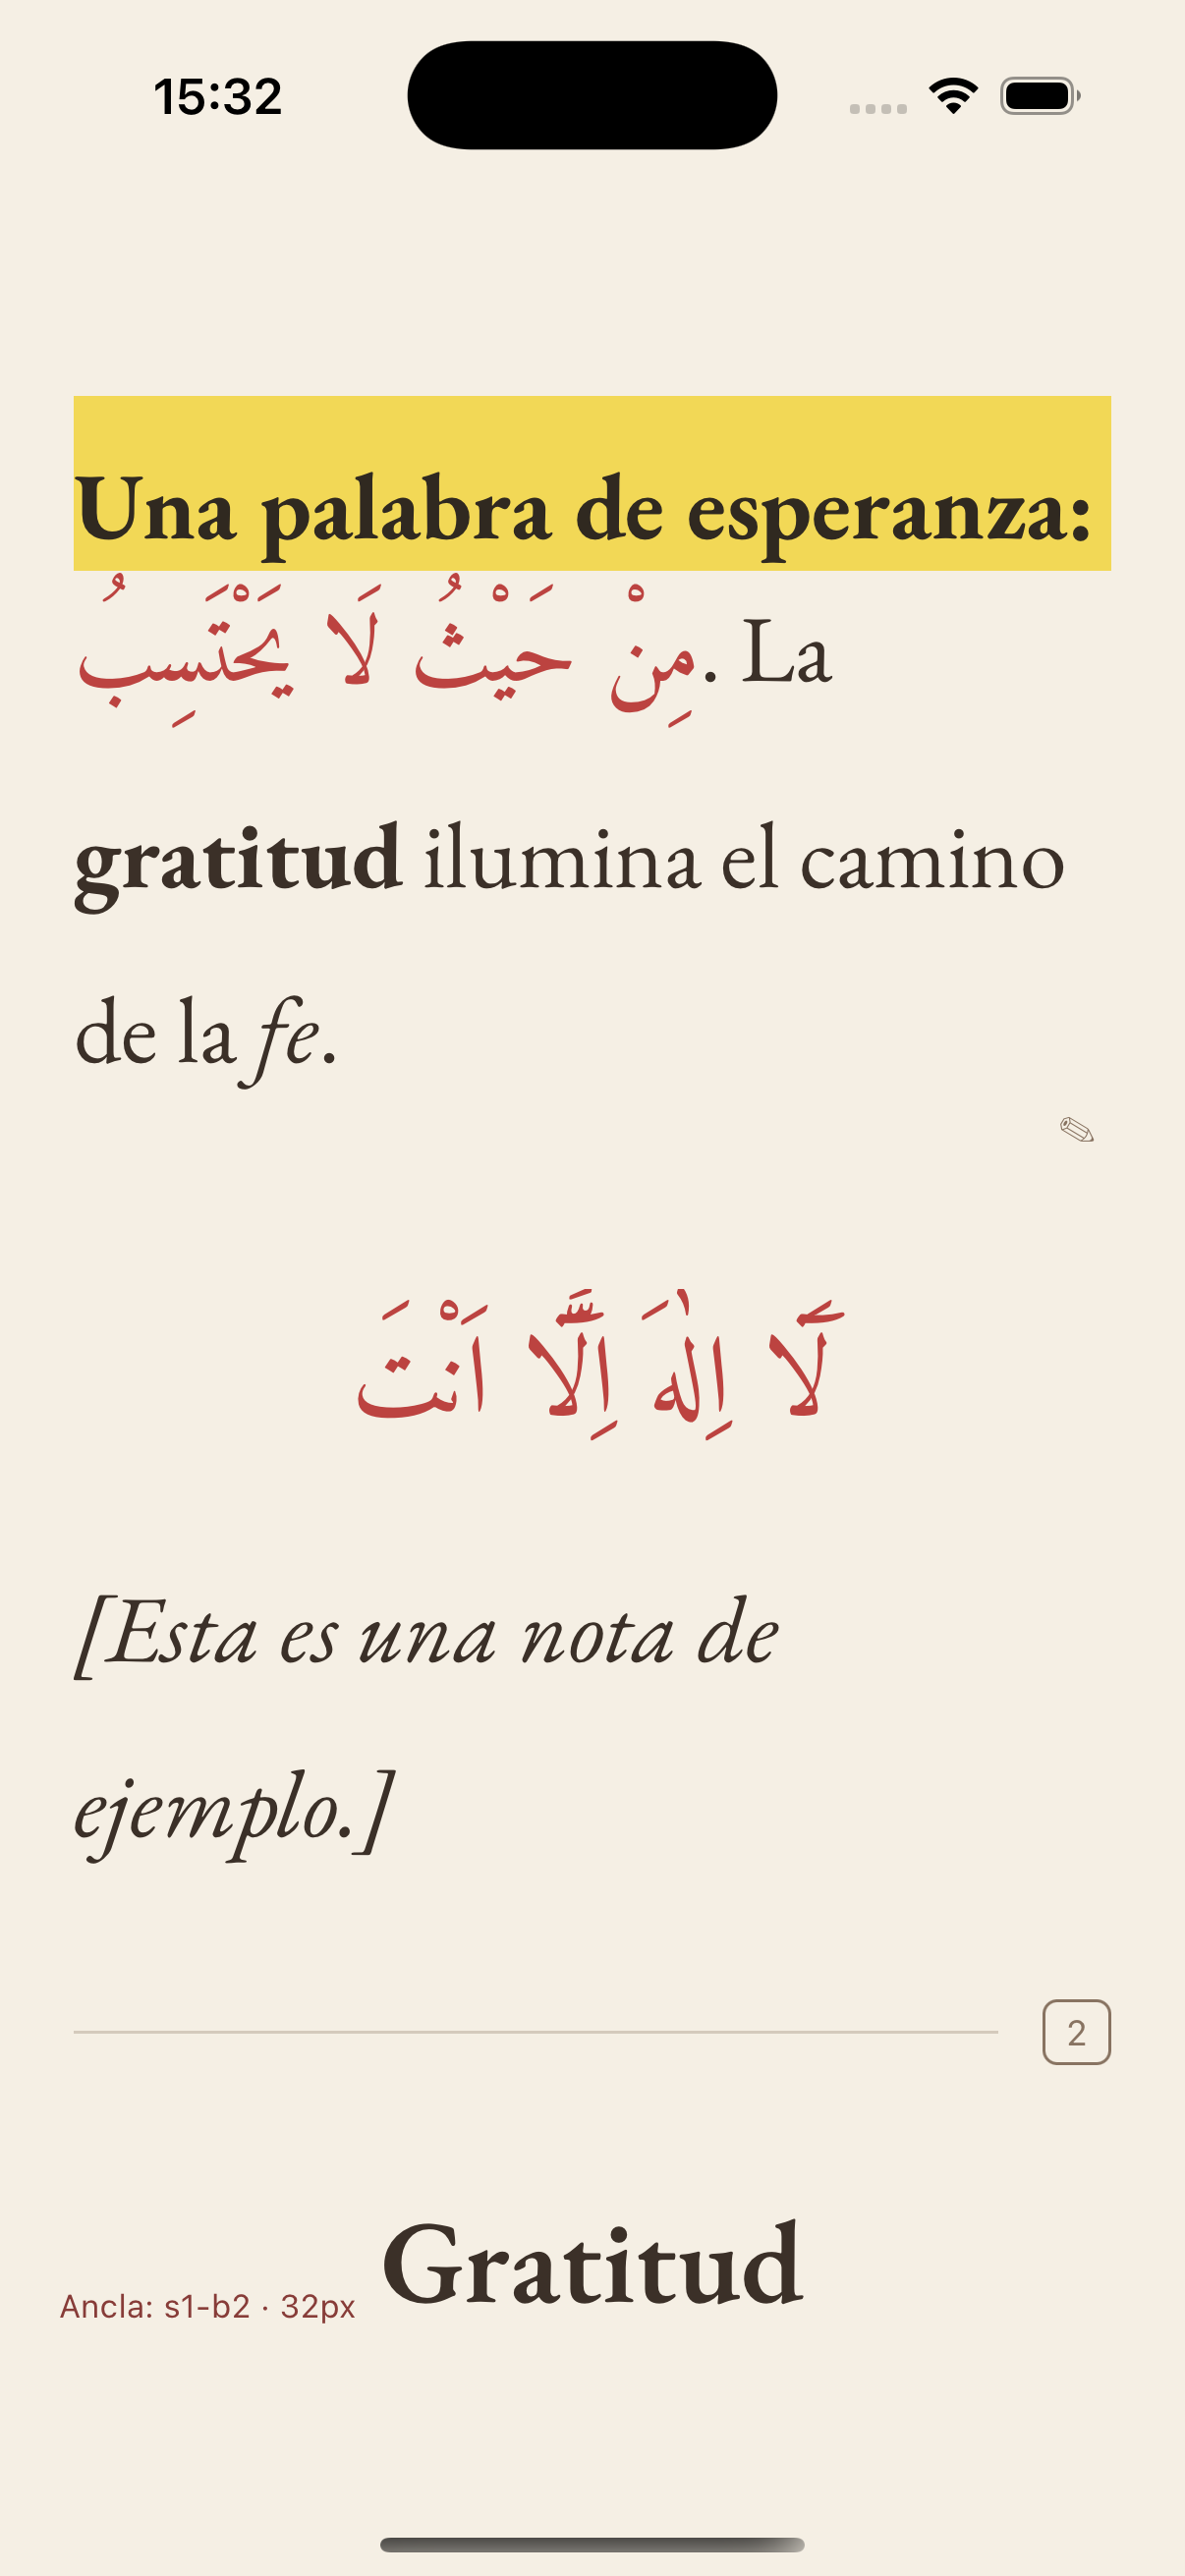 15:32
Una palabra de esperanza:
مِنْ حَيْثُ لَا يَحْتَسِبُ. La
gratitud ilumina el camino
de la fe.
لَٓا اِلٰهَ اِلَّٓا اَنْتَ
[Esta es una nota de
ejemplo.]
2
Gratitud
Ancla: s1-b2 · 32px